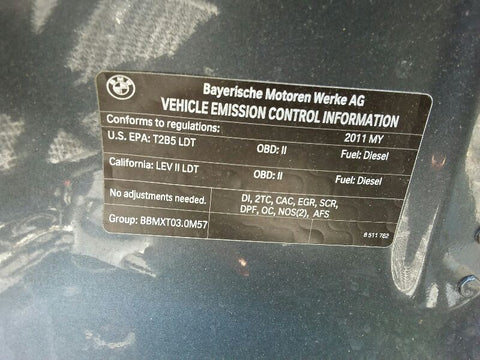 BMW
Bayerische Motoren Werke AG
VEHICLE EMISSION CONTROL INFORMATION
Conforms to regulations: 2011 MY
U.S. EPA: T2B5 LDT OBD: II Fuel: Diesel
California: LEV II LDT OBD: II Fuel: Diesel
No adjustments needed. DI, 2TC, CAC, EGR, SCR,
DPF, OC, NOS(2), AFS
Group: BBMXT03.0M57
8 511 762